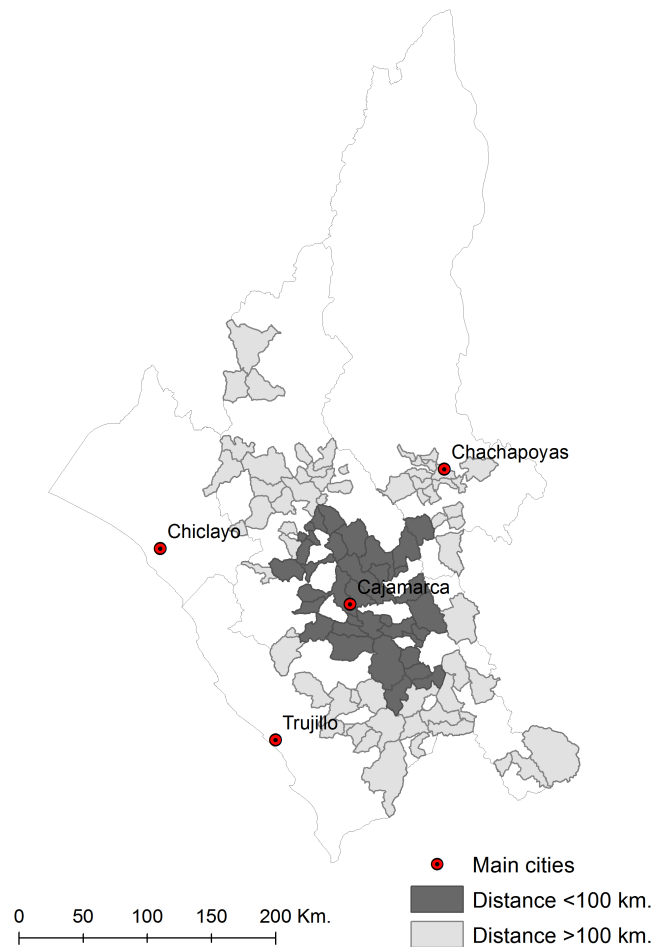 Chachapoyas
Chiclayo
Cajamarca
Trujillo
Main cities
Distance <100 km.
Distance >100 km.
0 50 100 150 200 Km.